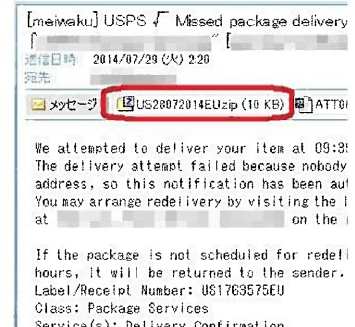 [meiwaku] USPS √ Missed package delivery
送信日時: 2014/07/29 (火) 2:26
宛先:
メッセージ US28072014EU.zip (10 KB) ATT0
We attempted to deliver your item at 09:3
The delivery attempt failed because nobody
address, so this notification has been au
You may arrange redelivery by visiting the
at on the
If the package is not scheduled for redel
hours, it will be returned to the sender.
Label/Receipt Number: US1763575EU
Class: Package Services
Service(s): Delivery Confirmation